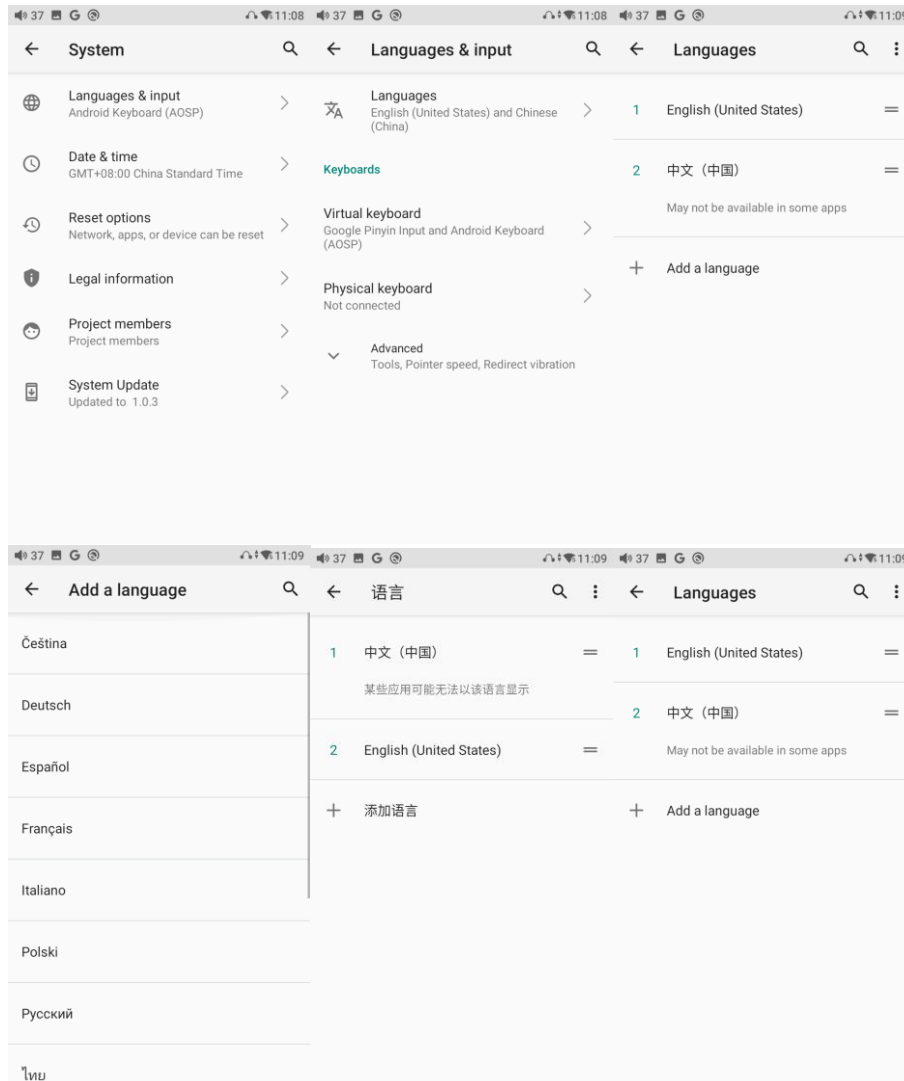 37 G 11:08
System
Languages & input
Android Keyboard (AOSP)
Date & time
GMT+08:00 China Standard Time
Reset options
Network, apps, or device can be reset
Legal information
Project members
Project members
System Update
Updated to 1.0.3
37 G 11:08
Languages & input
Languages
English (United States) and Chinese
(China)
Keyboards
Virtual keyboard
Google Pinyin Input and Android Keyboard
(AOSP)
Physical keyboard
Not connected
Advanced
Tools, Pointer speed, Redirect vibration
37 G 11:09
Languages
1 English (United States)
2 中文（中国）
May not be available in some apps
Add a language
37 G 11:09
Add a language
Čeština
Deutsch
Español
Français
Italiano
Polski
Русский
ไทย
37 G 11:09
语言
1 中文（中国）
某些应用可能无法以该语言显示
2 English (United States)
添加语言
37 G 11:09
Languages
1 English (United States)
2 中文（中国）
May not be available in some apps
Add a language